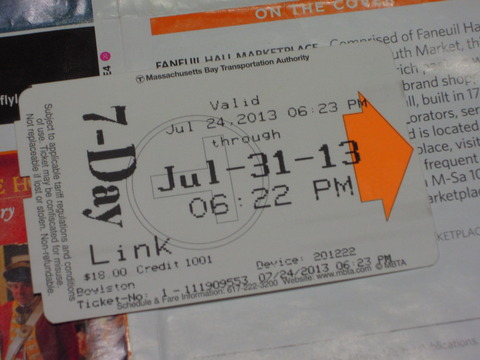 ON THE COVER
FANEUIL HALL MARKETPLACE Comprised of Faneuil
uth Market, th
brand shop
ll, built in 17
orators, ser
d is located
place, visit
frequent
a M-Sa 10
arketplac
Massachusetts Bay Transportation Authority
Valid
Jul 24,2013 06:23 PM
through
Jul-31-13
06:22 PM
7-Day
Link
$18.00 Credit 1001
Boylston
Device: 201222
Ticket-No: 1-111909553 07/24/2013 06:23 PM
Schedule & Fare Information: 617-222-3200 Website: www.mbta.com © MBTA
Subject to applicable tariff regulations and conditions
of use. Ticket may be confiscated for misuse.
Not replaceable if lost or stolen. Non-refundable.